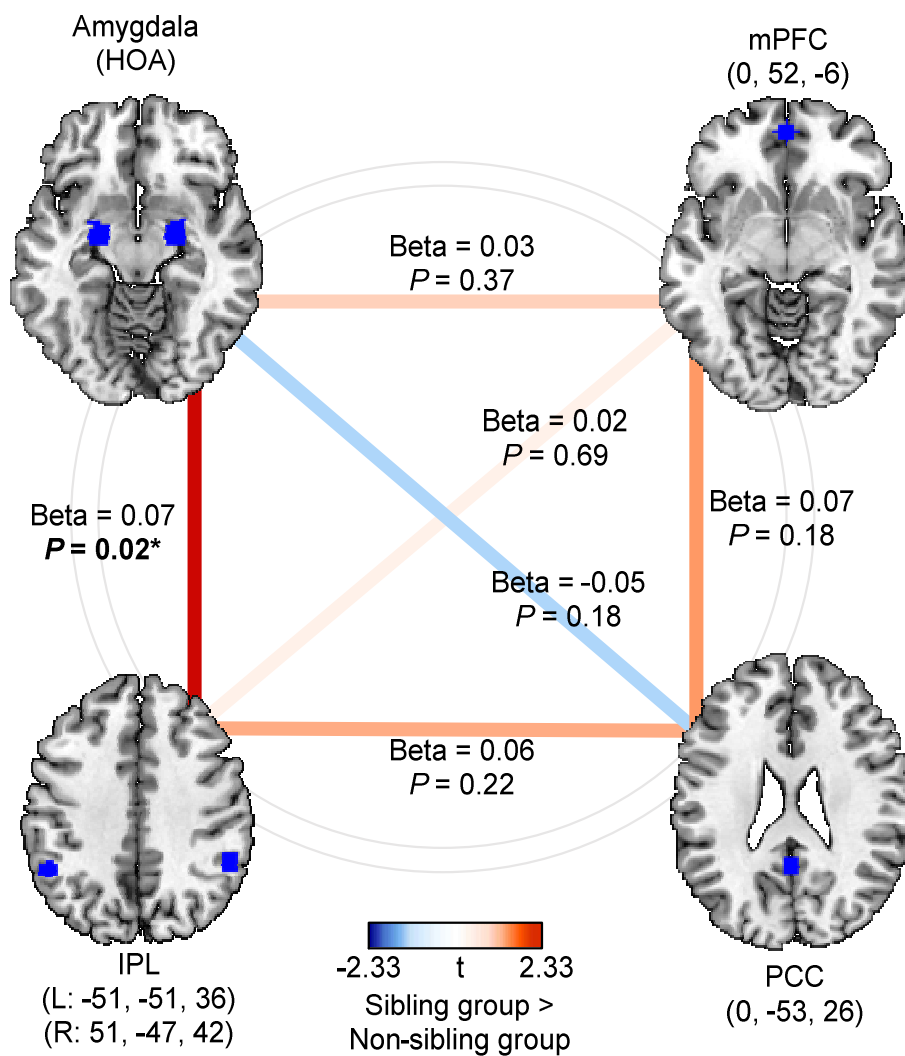 Amygdala
(HOA)
mPFC
(0, 52, -6)
Beta = 0.03
P = 0.37
Beta = 0.02
P = 0.69
Beta = 0.07
P = 0.02*
Beta = 0.07
P = 0.18
Beta = -0.05
P = 0.18
Beta = 0.06
P = 0.22
IPL
(L: -51, -51, 36)
(R: 51, -47, 42)
-2.33 t 2.33
Sibling group >
Non-sibling group
PCC
(0, -53, 26)